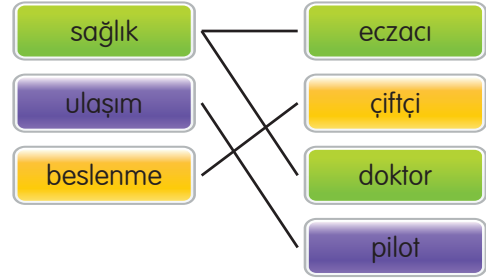 sağlık
ulaşım
beslenme
eczacı
çiftçi
doktor
pilot